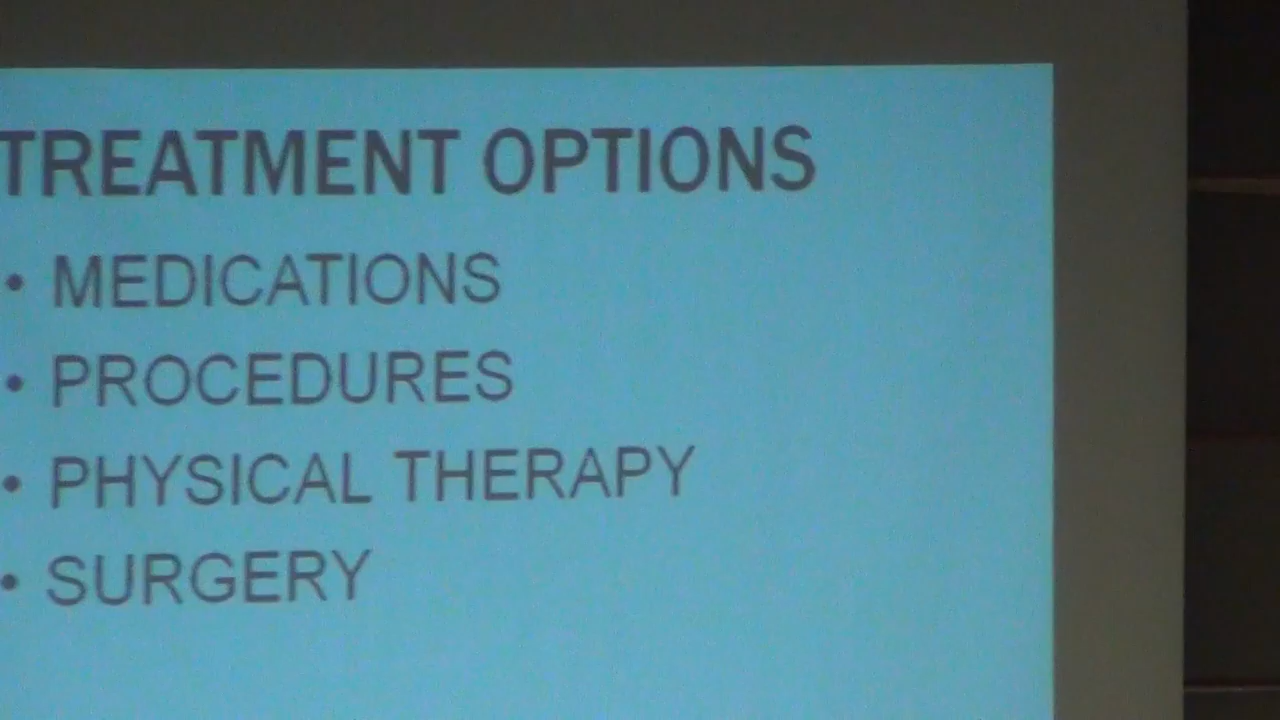 TREATMENT OPTIONS
• MEDICATIONS
• PROCEDURES
• PHYSICAL THERAPY
• SURGERY